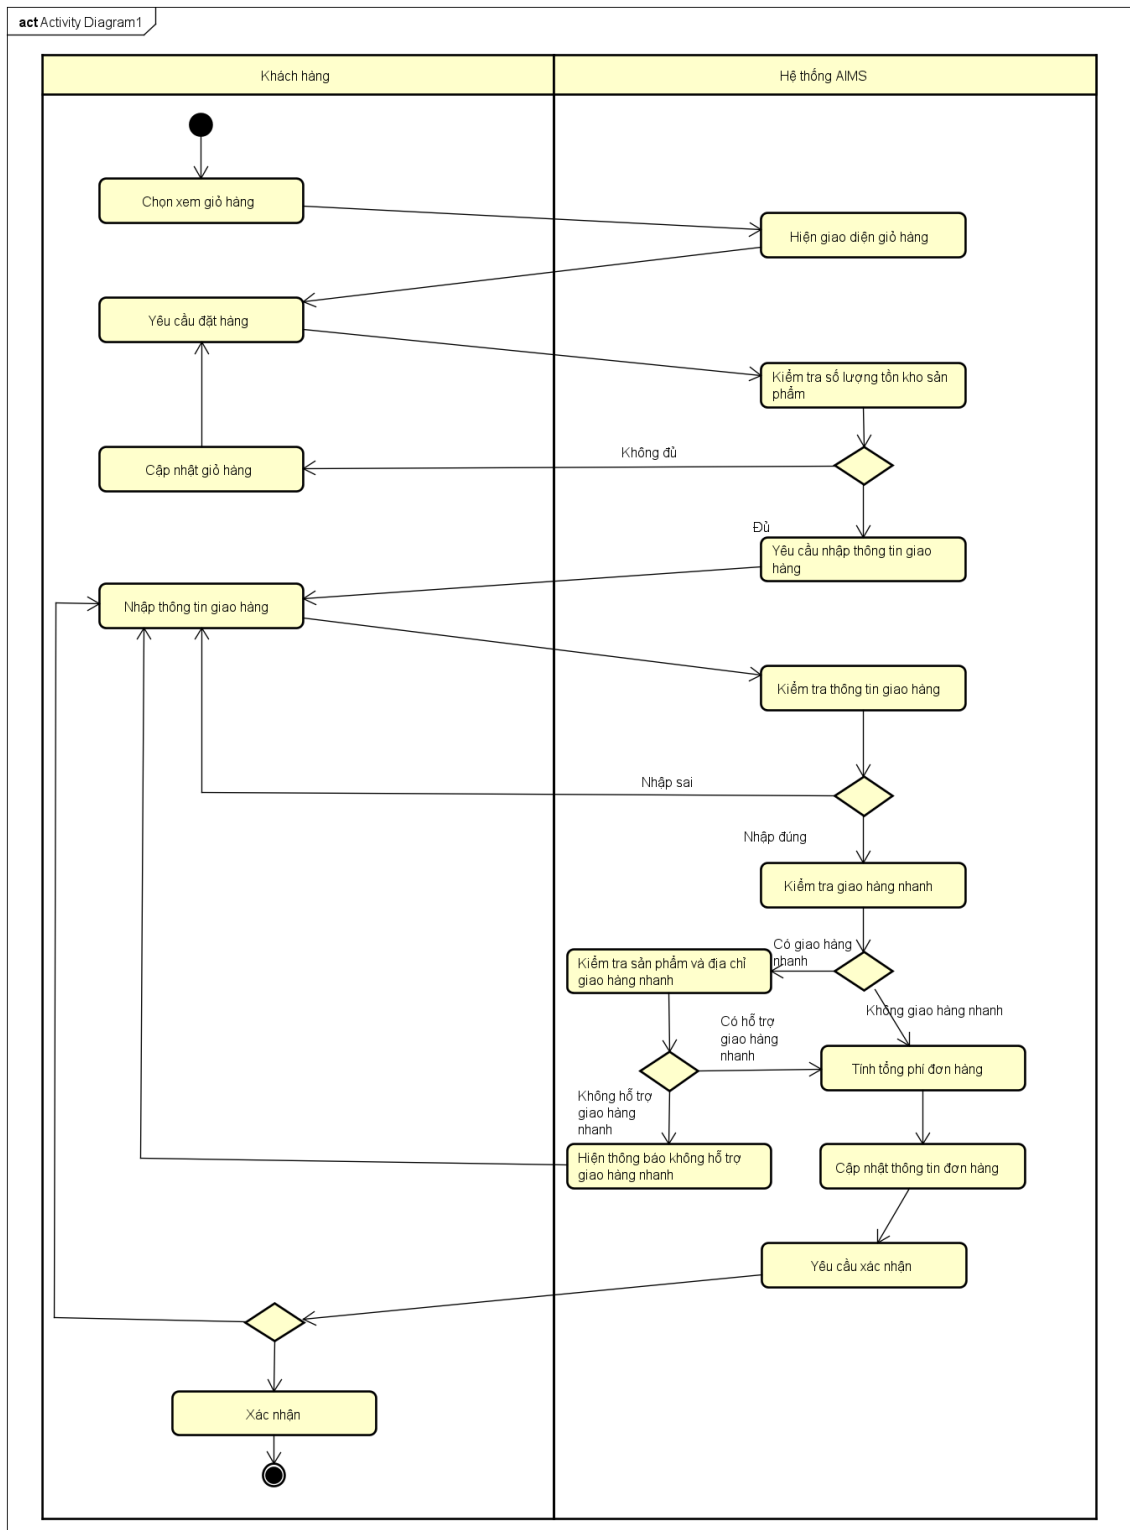 act Activity Diagram1
Khách hàng
Hệ thống AIMS
Chọn xem giỏ hàng
Hiện giao diện giỏ hàng
Yêu cầu đặt hàng
Kiểm tra số lượng tồn kho sản
phẩm
Không đủ
Cập nhật giỏ hàng
Đủ
Yêu cầu nhập thông tin giao
hàng
Nhập thông tin giao hàng
Kiểm tra thông tin giao hàng
Nhập sai
Nhập đúng
Kiểm tra giao hàng nhanh
Có giao hàng
nhanh
Kiểm tra sản phẩm và địa chỉ
giao hàng nhanh
Không giao hàng nhanh
Có hỗ trợ
giao hàng
nhanh
Tính tổng phí đơn hàng
Không hỗ trợ
giao hàng
nhanh
Hiện thông báo không hỗ trợ
giao hàng nhanh
Cập nhật thông tin đơn hàng
Yêu cầu xác nhận
Xác nhận